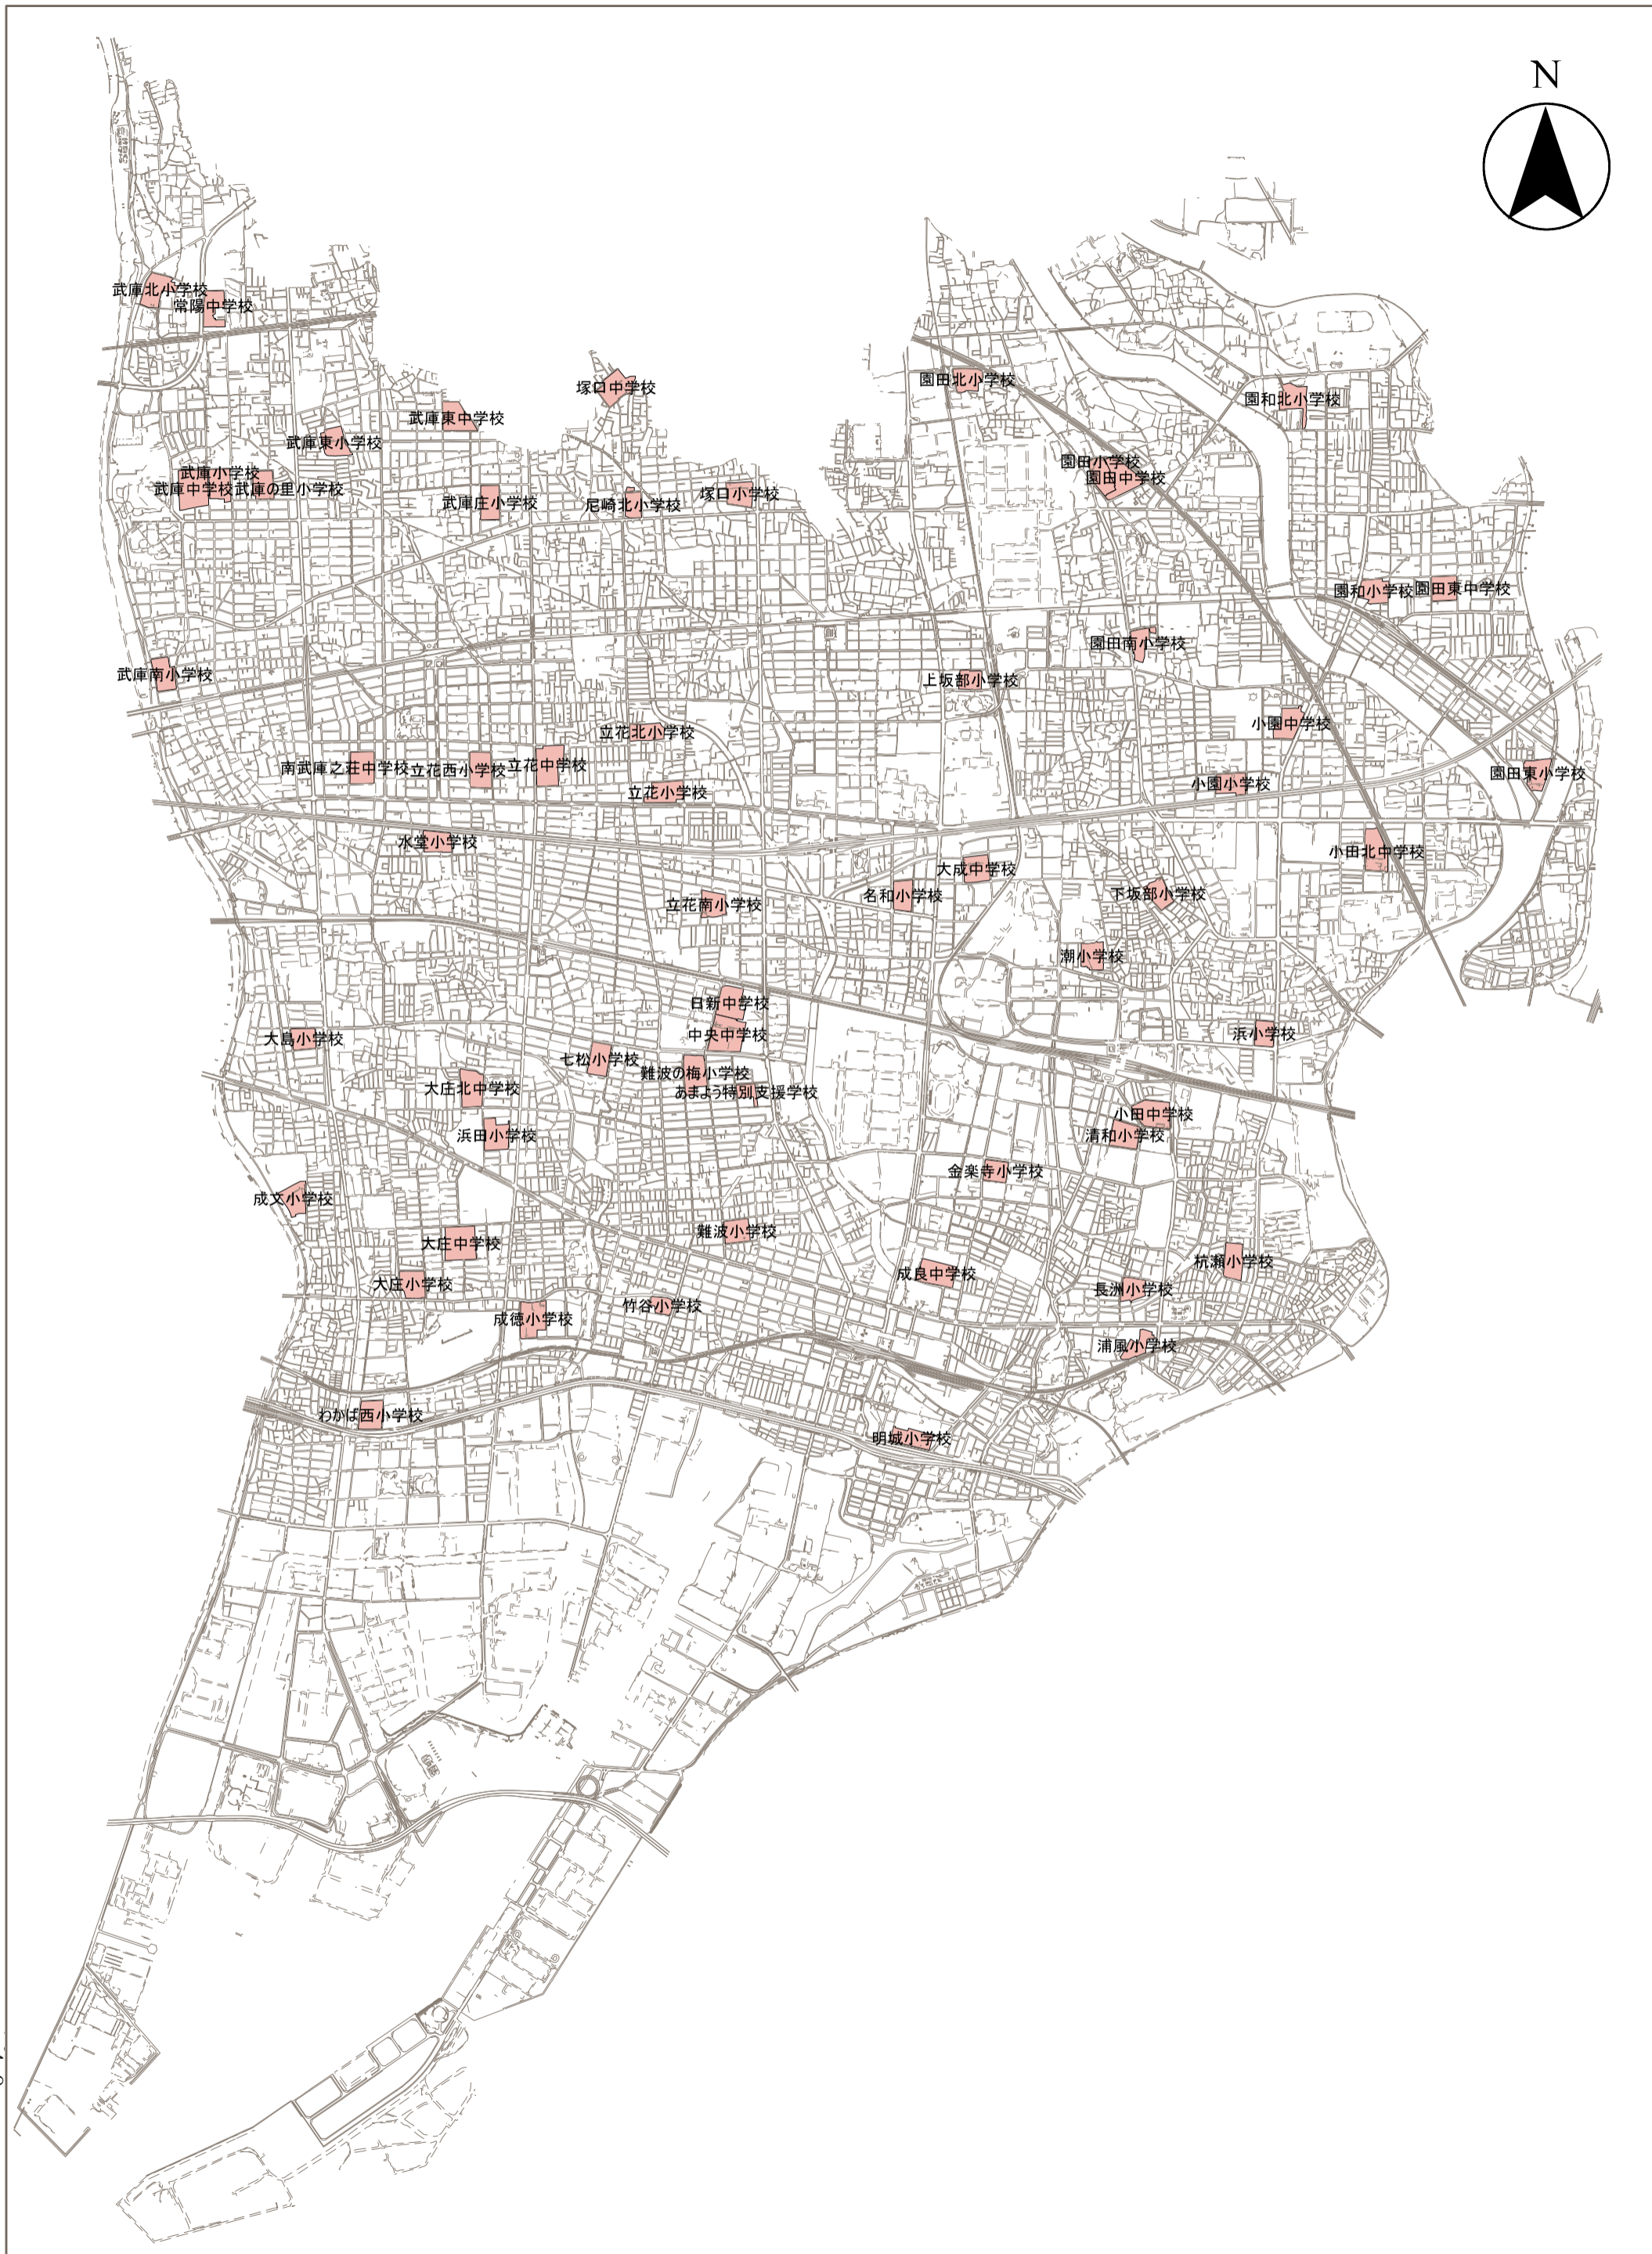 N
武庫北小学校
常陽中学校
塚口中学校
園田北小学校
園和北小学校
武庫東中学校
武庫東小学校
園田小学校
園田中学校
武庫小学校
武庫中学校
武庫の里小学校
武庫庄小学校
尼崎北小学校
塚口小学校
園和小学校
園田東中学校
園田南小学校
武庫南小学校
上坂部小学校
小園中学校
立花北小学校
南武庫之荘中学校
立花西小学校
立花中学校
園田東小学校
立花小学校
小園小学校
水堂小学校
小田北中学校
大成中学校
名和小学校
下坂部小学校
立花南小学校
潮小学校
日新中学校
中央中学校
浜小学校
大島小学校
七松小学校
難波の梅小学校
あまよう特別支援学校
大庄北中学校
小田中学校
浜田小学校
清和小学校
金楽寺小学校
成文小学校
難波小学校
大庄中学校
杭瀬小学校
成良中学校
大庄小学校
長洲小学校
竹谷小学校
成徳小学校
浦風小学校
わかば西小学校
明城小学校